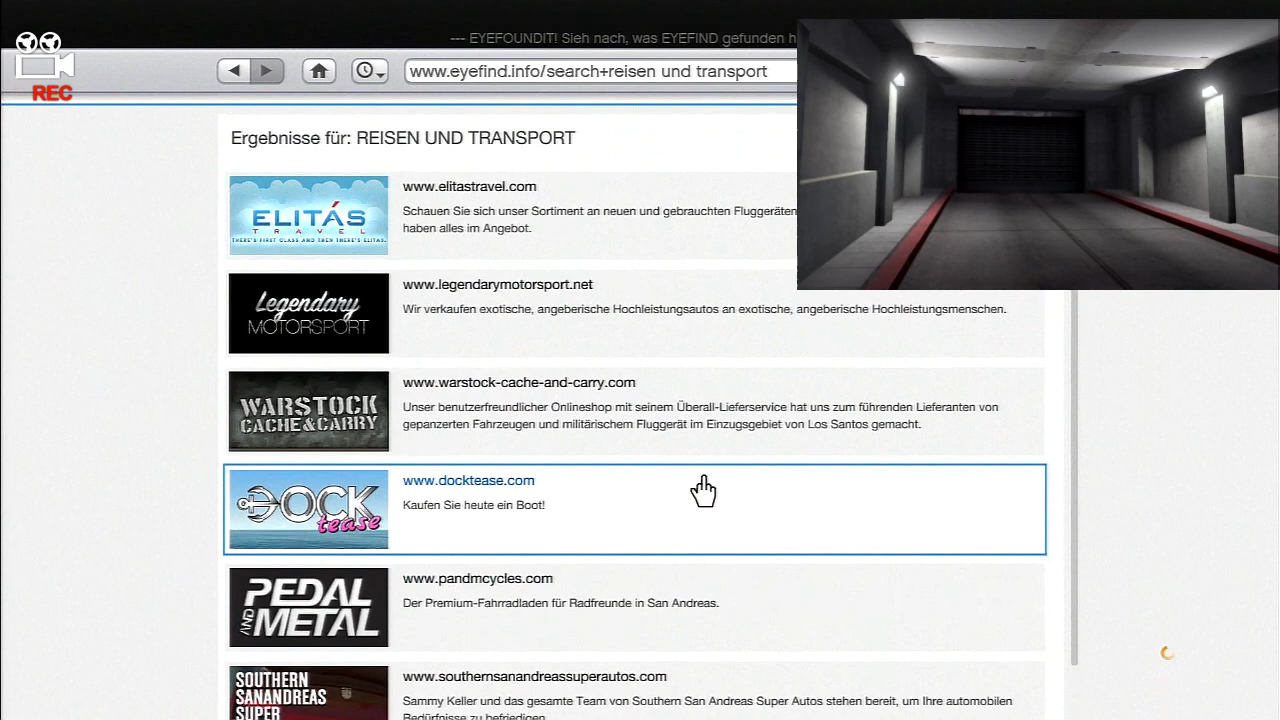 --- EYEFOUNDIT! Sieh nach, was EYEFIND gefunden h
REC
www.eyefind.info/search+reisen und transport
Ergebnisse für: REISEN UND TRANSPORT
ELITÁS
TRAVEL
THERE'S FIRST CLASS AND THEN THERE'S ELITAS.
www.elitastravel.com
Schauen Sie sich unser Sortiment an neuen und gebrauchten Fluggeräten
haben alles im Angebot.
Legendary
MOTORSPORT
www.legendarymotorsport.net
Wir verkaufen exotische, angeberische Hochleistungsautos an exotische, angeberische Hochleistungsmenschen.
WARSTOCK
CACHE&CARRY
www.warstock-cache-and-carry.com
Unser benutzerfreundlicher Onlineshop mit seinem Überall-Lieferservice hat uns zum führenden Lieferanten von
gepanzerten Fahrzeugen und militärischem Fluggerät im Einzugsgebiet von Los Santos gemacht.
DOCK
tease
www.docktease.com
Kaufen Sie heute ein Boot!
PEDAL
AND METAL
www.pandmcycles.com
Der Premium-Fahrradladen für Radfreunde in San Andreas.
SOUTHERN
SANANDREAS
SUPER
www.southernsanandreassuperautos.com
Sammy Keller und das gesamte Team von Southern San Andreas Super Autos stehen bereit, um Ihre automobilen
Bedürfnisse zu befriedigen